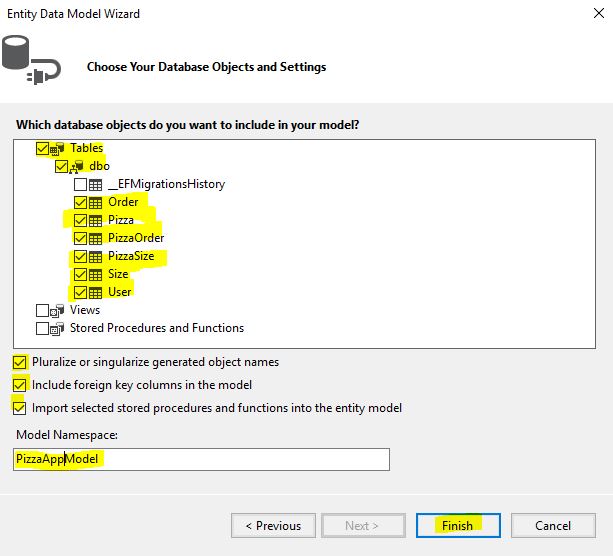 Entity Data Model Wizard
Choose Your Database Objects and Settings
Which database objects do you want to include in your model?
Tables
dbo
__EFMigrationsHistory
Order
Pizza
PizzaOrder
PizzaSize
Size
User
Views
Stored Procedures and Functions
Pluralize or singularize generated object names
Include foreign key columns in the model
Import selected stored procedures and functions into the entity model
Model Namespace:
PizzaAppModel
< Previous Next > Finish Cancel